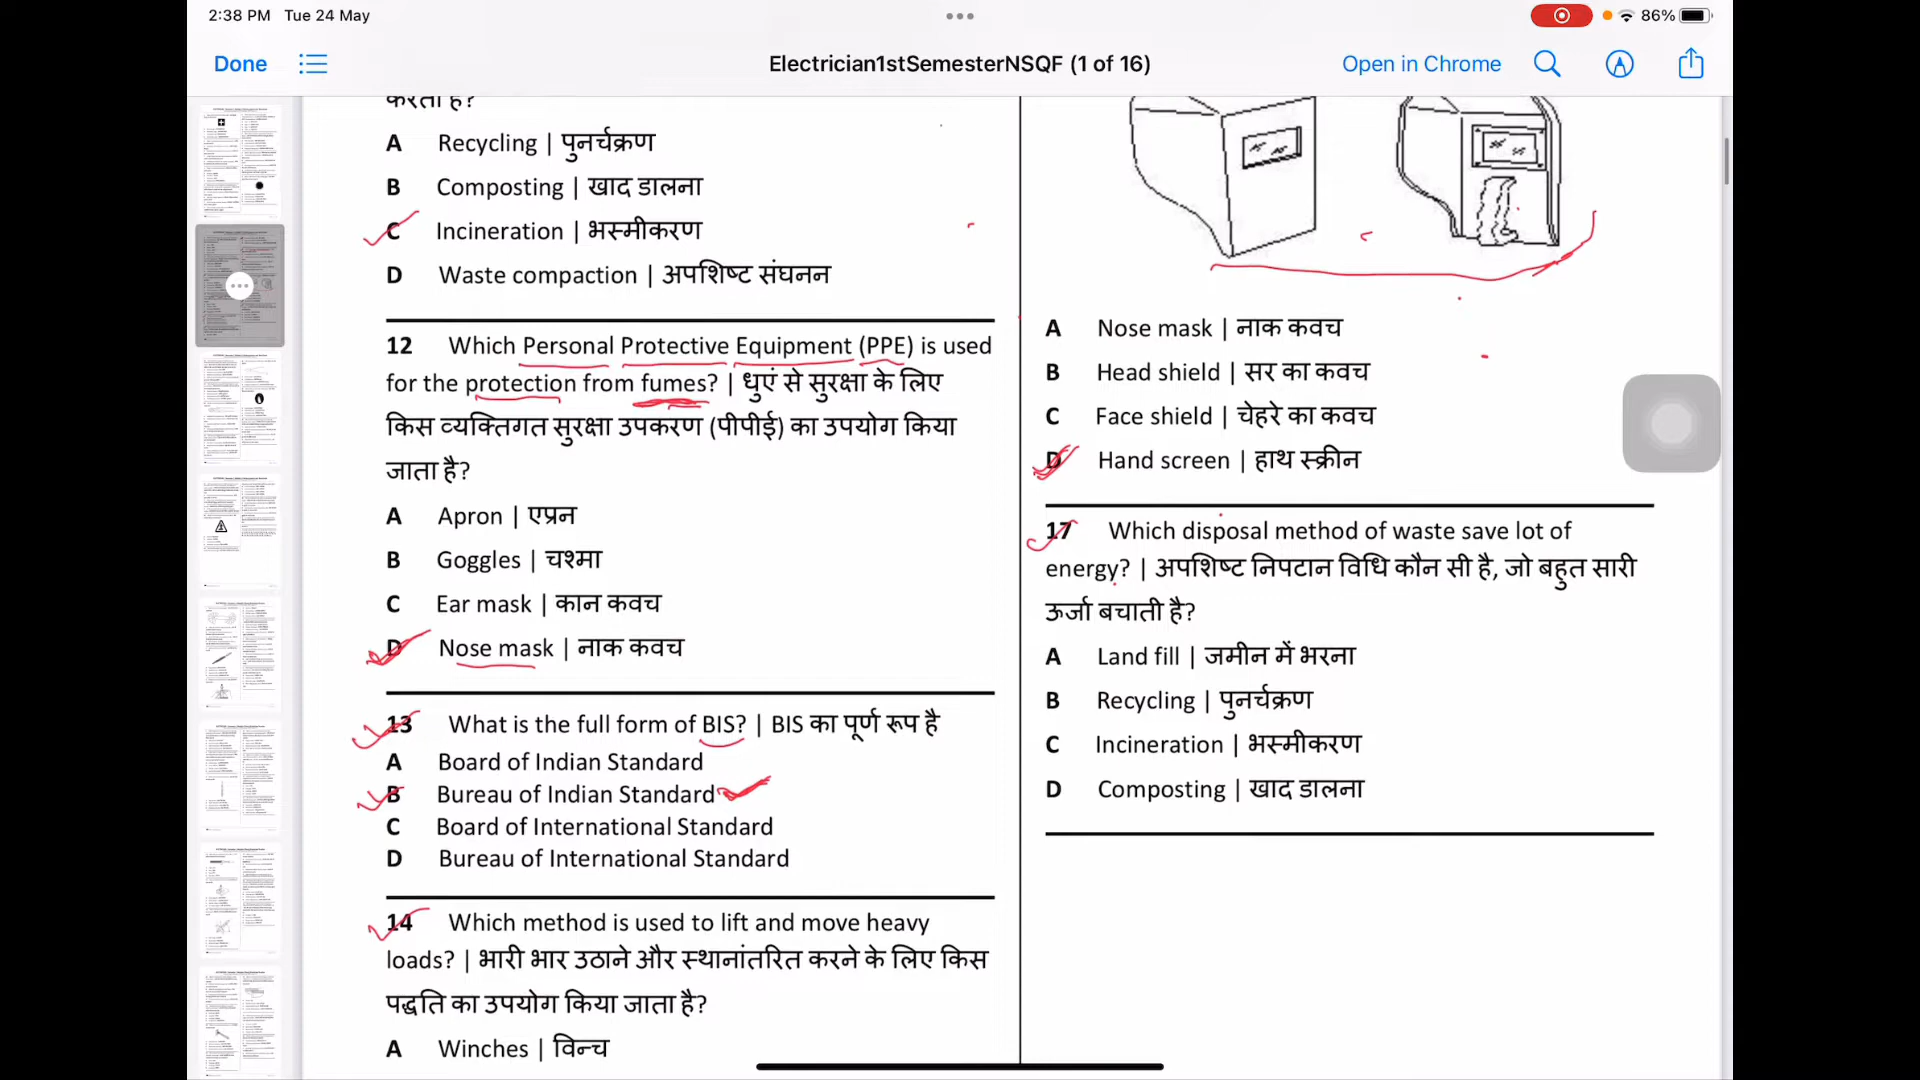 2:38 PM Tue 24 May
86%
Done
Electrician1stSemesterNSQF (1 of 16)
Open in Chrome
करता है?
A Recycling | पुनर्चक्रण
B Composting | खाद डालना
C Incineration | भस्मीकरण
D Waste compaction | अपशिष्ट संघनन
12 Which Personal Protective Equipment (PPE) is used
for the protection from fumes? | धुएं से सुरक्षा के लिए
किस व्यक्तिगत सुरक्षा उपकरण (पीपीई) का उपयोग किया
जाता है?
A Apron | एप्रन
B Goggles | चश्मा
C Ear mask | कान कवच
D Nose mask | नाक कवच
13 What is the full form of BIS? | BIS का पूर्ण रूप है
A Board of Indian Standard
B Bureau of Indian Standard
C Board of International Standard
D Bureau of International Standard
14 Which method is used to lift and move heavy
loads? | भारी भार उठाने और स्थानांतरित करने के लिए किस
पद्धति का उपयोग किया जाता है?
A Winches | विन्च
A Nose mask | नाक कवच
B Head shield | सर का कवच
C Face shield | चेहरे का कवच
D Hand screen | हाथ स्क्रीन
17 Which disposal method of waste save lot of
energy? | अपशिष्ट निपटान विधि कौन सी है, जो बहुत सारी
ऊर्जा बचाती है?
A Land fill | जमीन में भरना
B Recycling | पुनर्चक्रण
C Incineration | भस्मीकरण
D Composting | खाद डालना